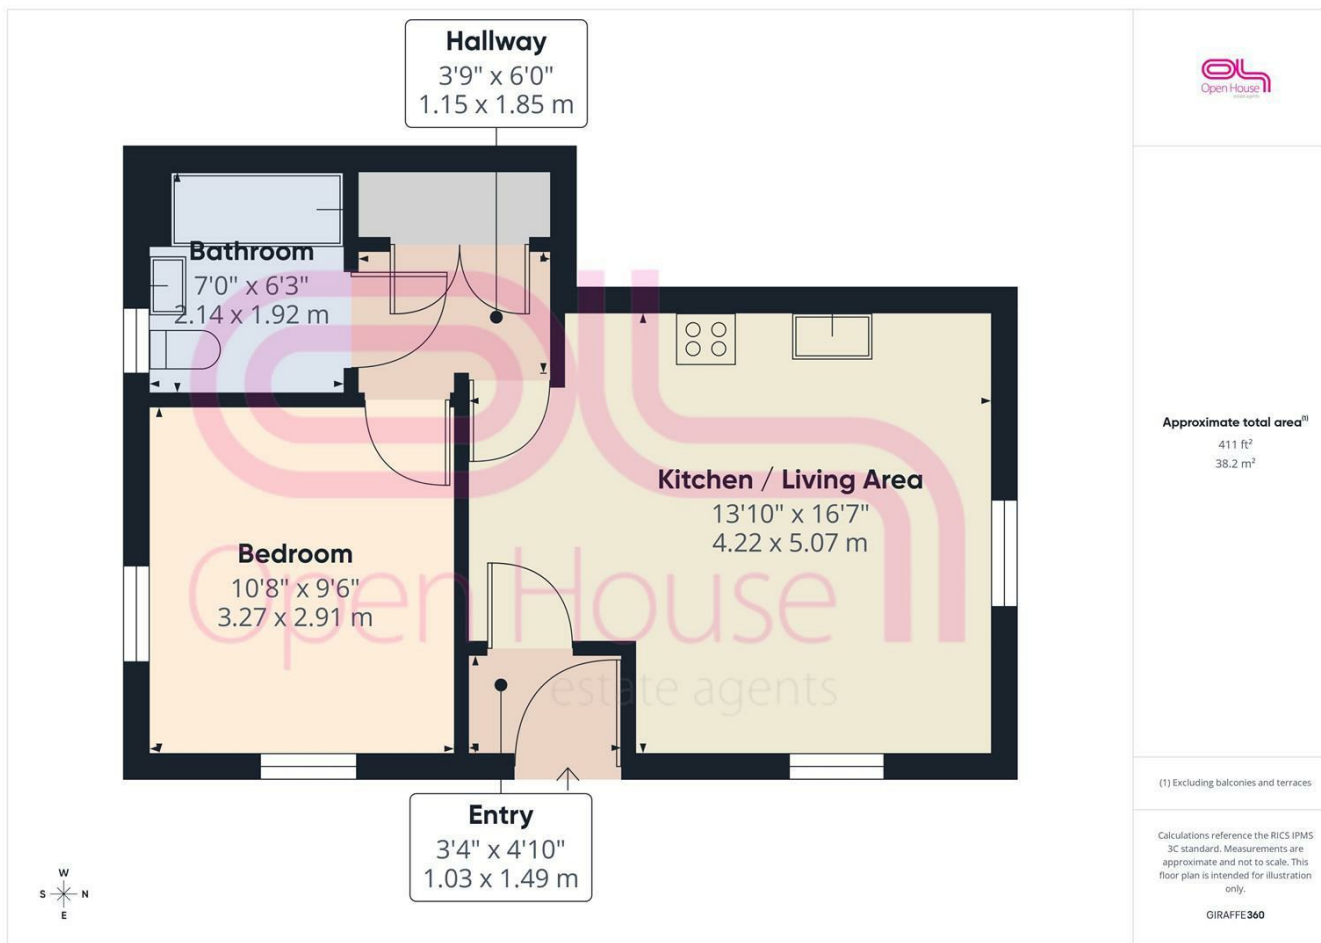 Hallway
3'9" x 6'0"
1.15 x 1.85 m
Bathroom
7'0" x 6'3"
2.14 x 1.92 m
Kitchen / Living Area
13'10" x 16'7"
4.22 x 5.07 m
Bedroom
10'8" x 9'6"
3.27 x 2.91 m
Open House
estate agents
Entry
3'4" x 4'10"
1.03 x 1.49 m
W
S N
E
Open House
estate agents
Approximate total area(1)
411 ft²
38.2 m²
(1) Excluding balconies and terraces
Calculations reference the RICS IPMS
3C standard. Measurements are
approximate and not to scale. This
floor plan is intended for illustration
only.
GIRAFFE360